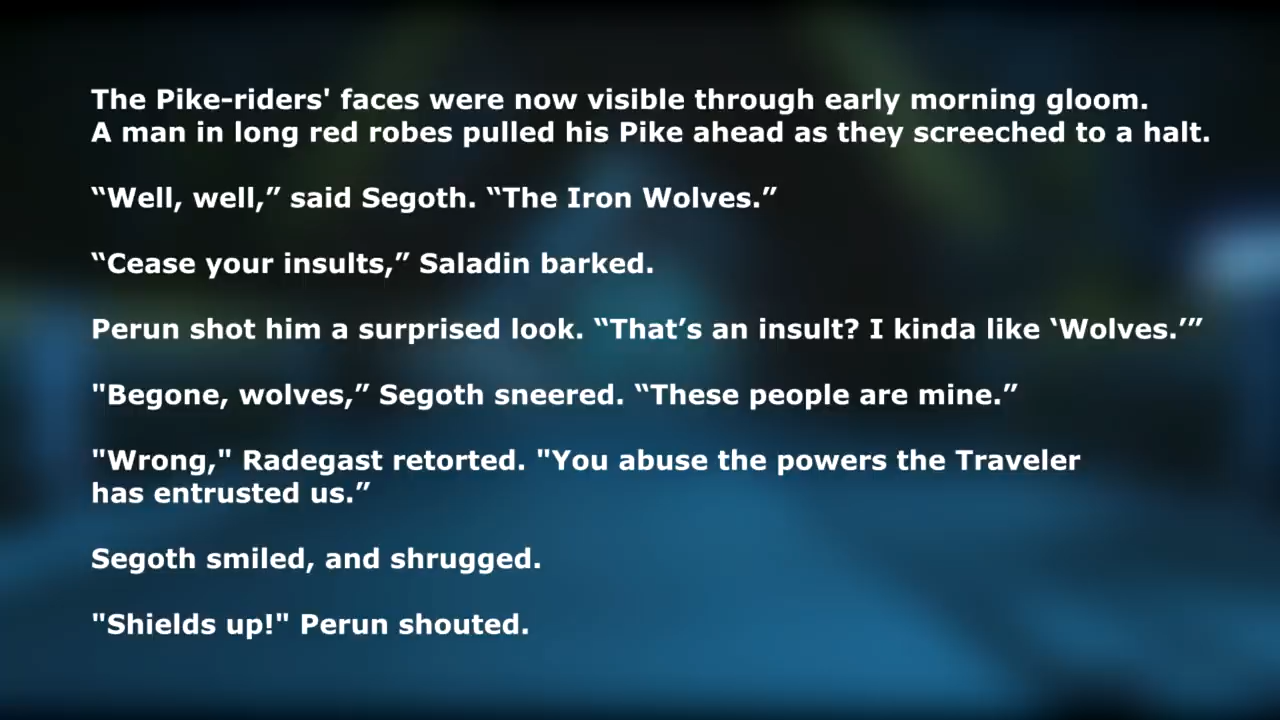 The Pike-riders' faces were now visible through early morning gloom.
A man in long red robes pulled his Pike ahead as they screeched to a halt.
“Well, well,” said Segoth. “The Iron Wolves.”
“Cease your insults,” Saladin barked.
Perun shot him a surprised look. “That’s an insult? I kinda like ‘Wolves.’”
"Begone, wolves,” Segoth sneered. “These people are mine.”
"Wrong," Radegast retorted. "You abuse the powers the Traveler
has entrusted us.”
Segoth smiled, and shrugged.
"Shields up!" Perun shouted.